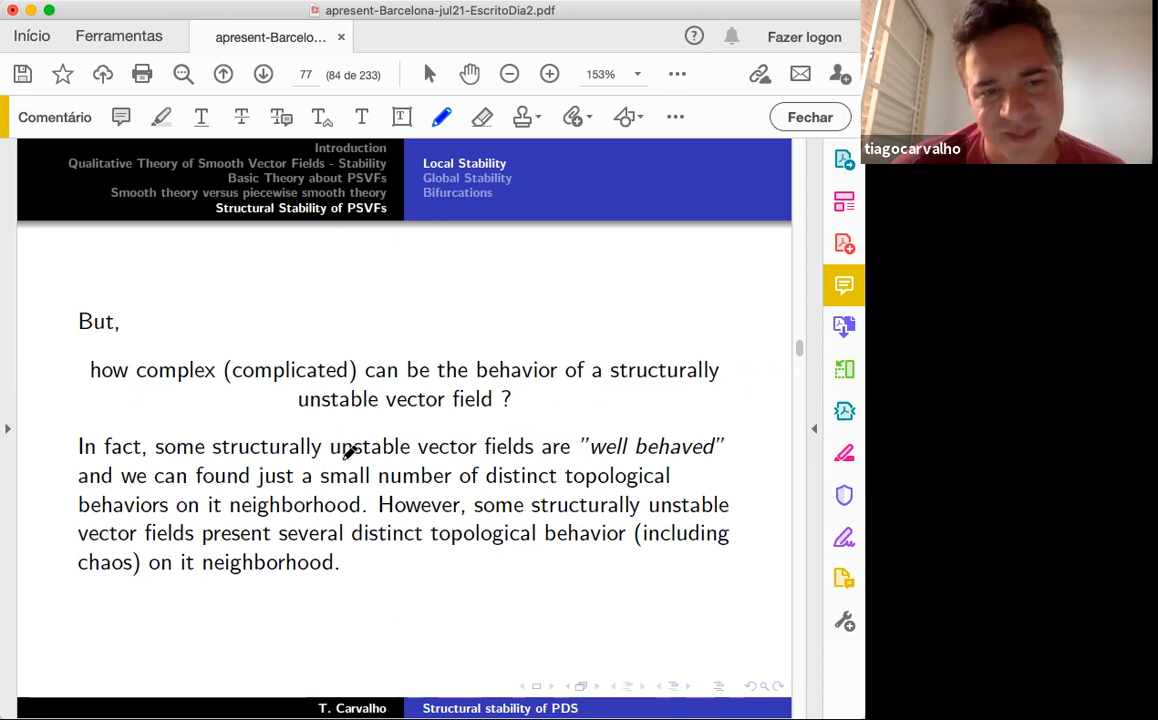 apresent-Barcelona-jul21-EscritoDia2.pdf
Início Ferramentas apresent-Barcelo... × ? Fazer logon
77 (84 de 233) 153%
Comentário Fechar
tiagocarvalho
Introduction
Qualitative Theory of Smooth Vector Fields - Stability
Basic Theory about PSVFs
Smooth theory versus piecewise smooth theory
Structural Stability of PSVFs
Local Stability
Global Stability
Bifurcations
But,
how complex (complicated) can be the behavior of a structurally
unstable vector field ?
In fact, some structurally unstable vector fields are "well behaved"
and we can found just a small number of distinct topological
behaviors on it neighborhood. However, some structurally unstable
vector fields present several distinct topological behavior (including
chaos) on it neighborhood.
T. Carvalho Structural stability of PDS